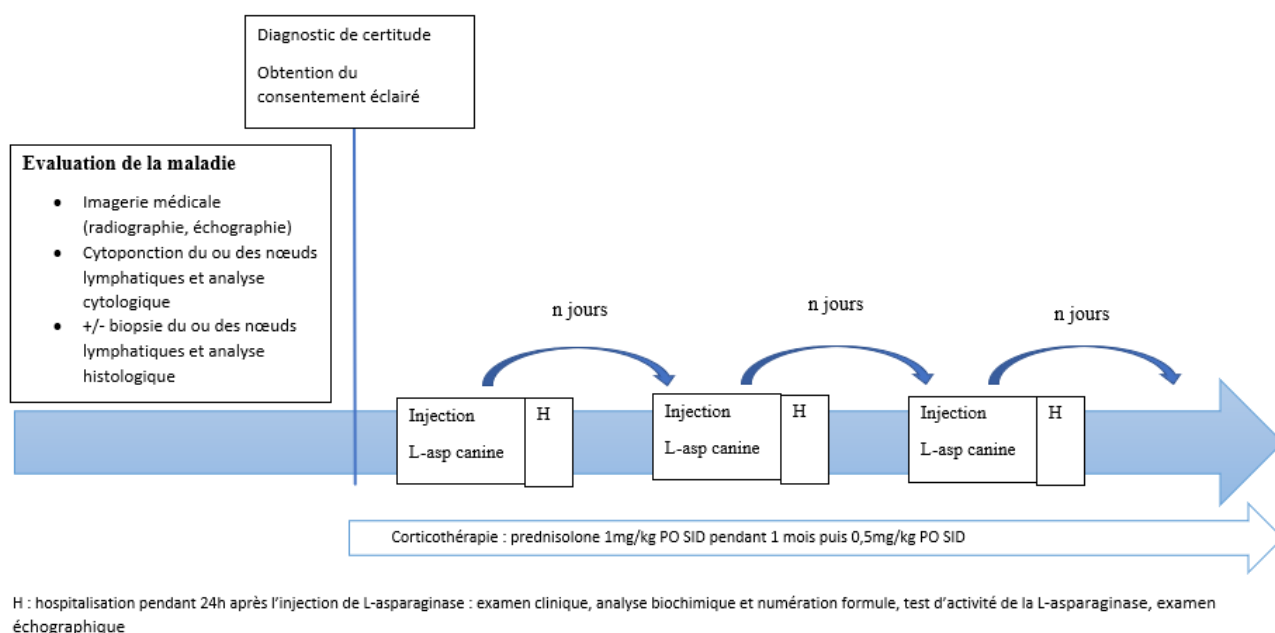 Diagnostic de certitude
Obtention du
consentement éclairé
Evaluation de la maladie
• Imagerie médicale
(radiographie, échographie)
• Cytoponction du ou des nœuds
lymphatiques et analyse
cytologique
• +/- biopsie du ou des nœuds
lymphatiques et analyse
histologique
n jours
n jours
n jours
Injection
L-asp canine
H
Injection
L-asp canine
H
Injection
L-asp canine
H
Corticothérapie : prednisolone 1mg/kg PO SID pendant 1 mois puis 0,5mg/kg PO SID
H : hospitalisation pendant 24h après l’injection de L-asparaginase : examen clinique, analyse biochimique et numération formule, test d’activité de la L-asparaginase, examen
échographique